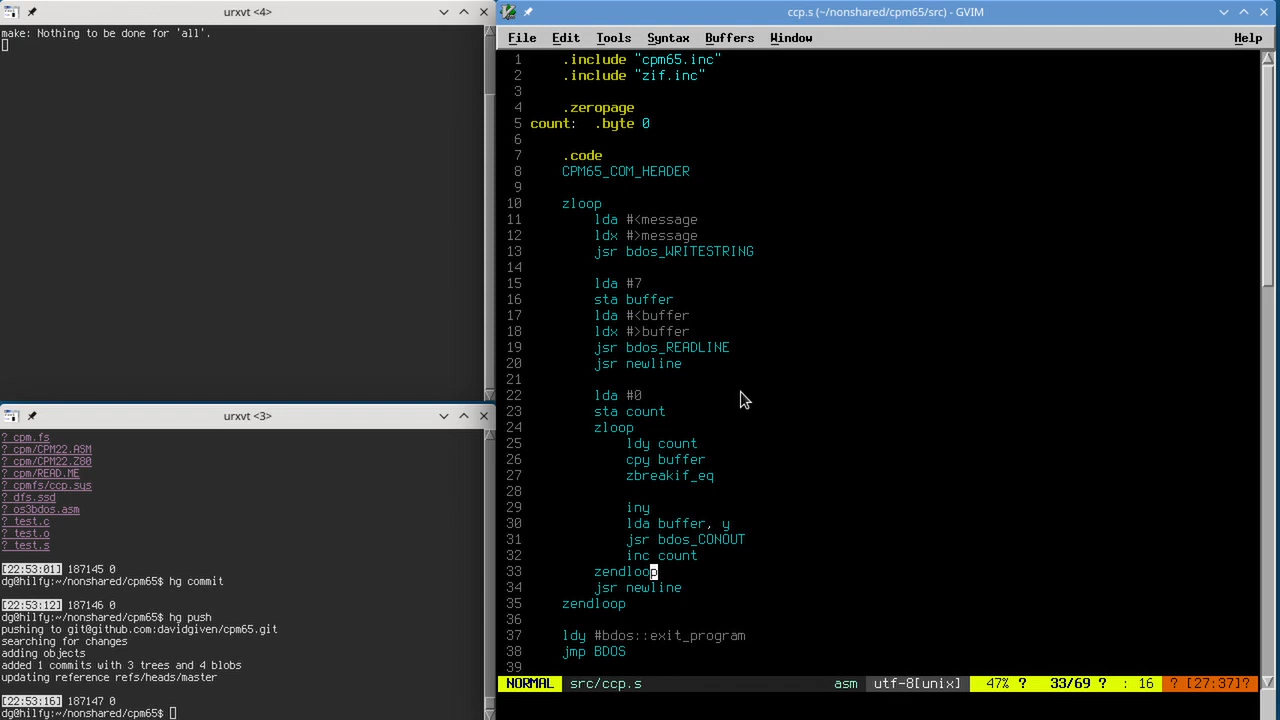 urxvt <4>
make: Nothing to be done for 'all'.
urxvt <3>
? cpm.fs
? cpm/CPM22.ASM
? cpm/CPM22.Z80
? cpm/READ.ME
? cpmfs/ccp.sys
? dfs.ssd
? os3bdos.asm
? test.c
? test.o
? test.s
[22:53:01] 187145 0
dg@hilfy:~/nonshared/cpm65$ hg commit
[22:53:12] 187146 0
dg@hilfy:~/nonshared/cpm65$ hg push
pushing to git@github.com:davidgiven/cpm65.git
searching for changes
adding objects
added 1 commits with 3 trees and 4 blobs
updating reference refs/heads/master
[22:53:16] 187147 0
dg@hilfy:~/nonshared/cpm65$
ccp.s (~/nonshared/cpm65/src) - GVIM
File Edit Tools Syntax Buffers Window Help
1 .include "cpm65.inc"
2 .include "zif.inc"
3
4 .zeropage
5 count: .byte 0
6
7 .code
8 CPM65_COM_HEADER
9
10 zloop
11 lda #<message
12 ldx #>message
13 jsr bdos_WRITESTRING
14
15 lda #7
16 sta buffer
17 lda #<buffer
18 ldx #>buffer
19 jsr bdos_READLINE
20 jsr newline
21
22 lda #0
23 sta count
24 zloop
25 ldy count
26 cpy buffer
27 zbreakif_eq
28
29 iny
30 lda buffer, y
31 jsr bdos_CONOUT
32 inc count
33 zendloop
34 jsr newline
35 zendloop
36
37 ldy #bdos::exit_program
38 jmp BDOS
39
NORMAL src/ccp.s asm utf-8[unix] 47% ? 33/69 ? : 16 ? [27:37]?